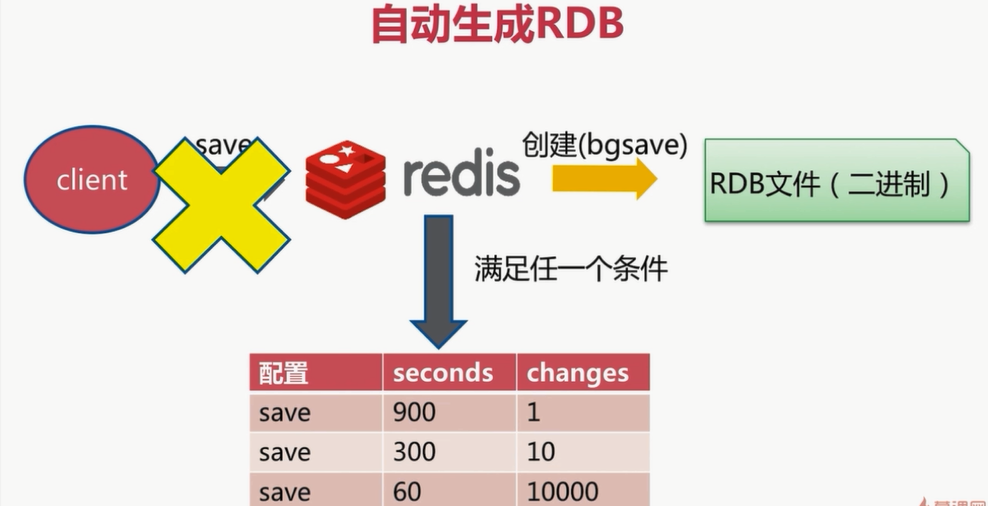 自动生成RDB
client
save
redis
创建(bgsave)
RDB文件（二进制）
满足任一个条件
配置 seconds changes
save 900 1
save 300 10
save 60 10000